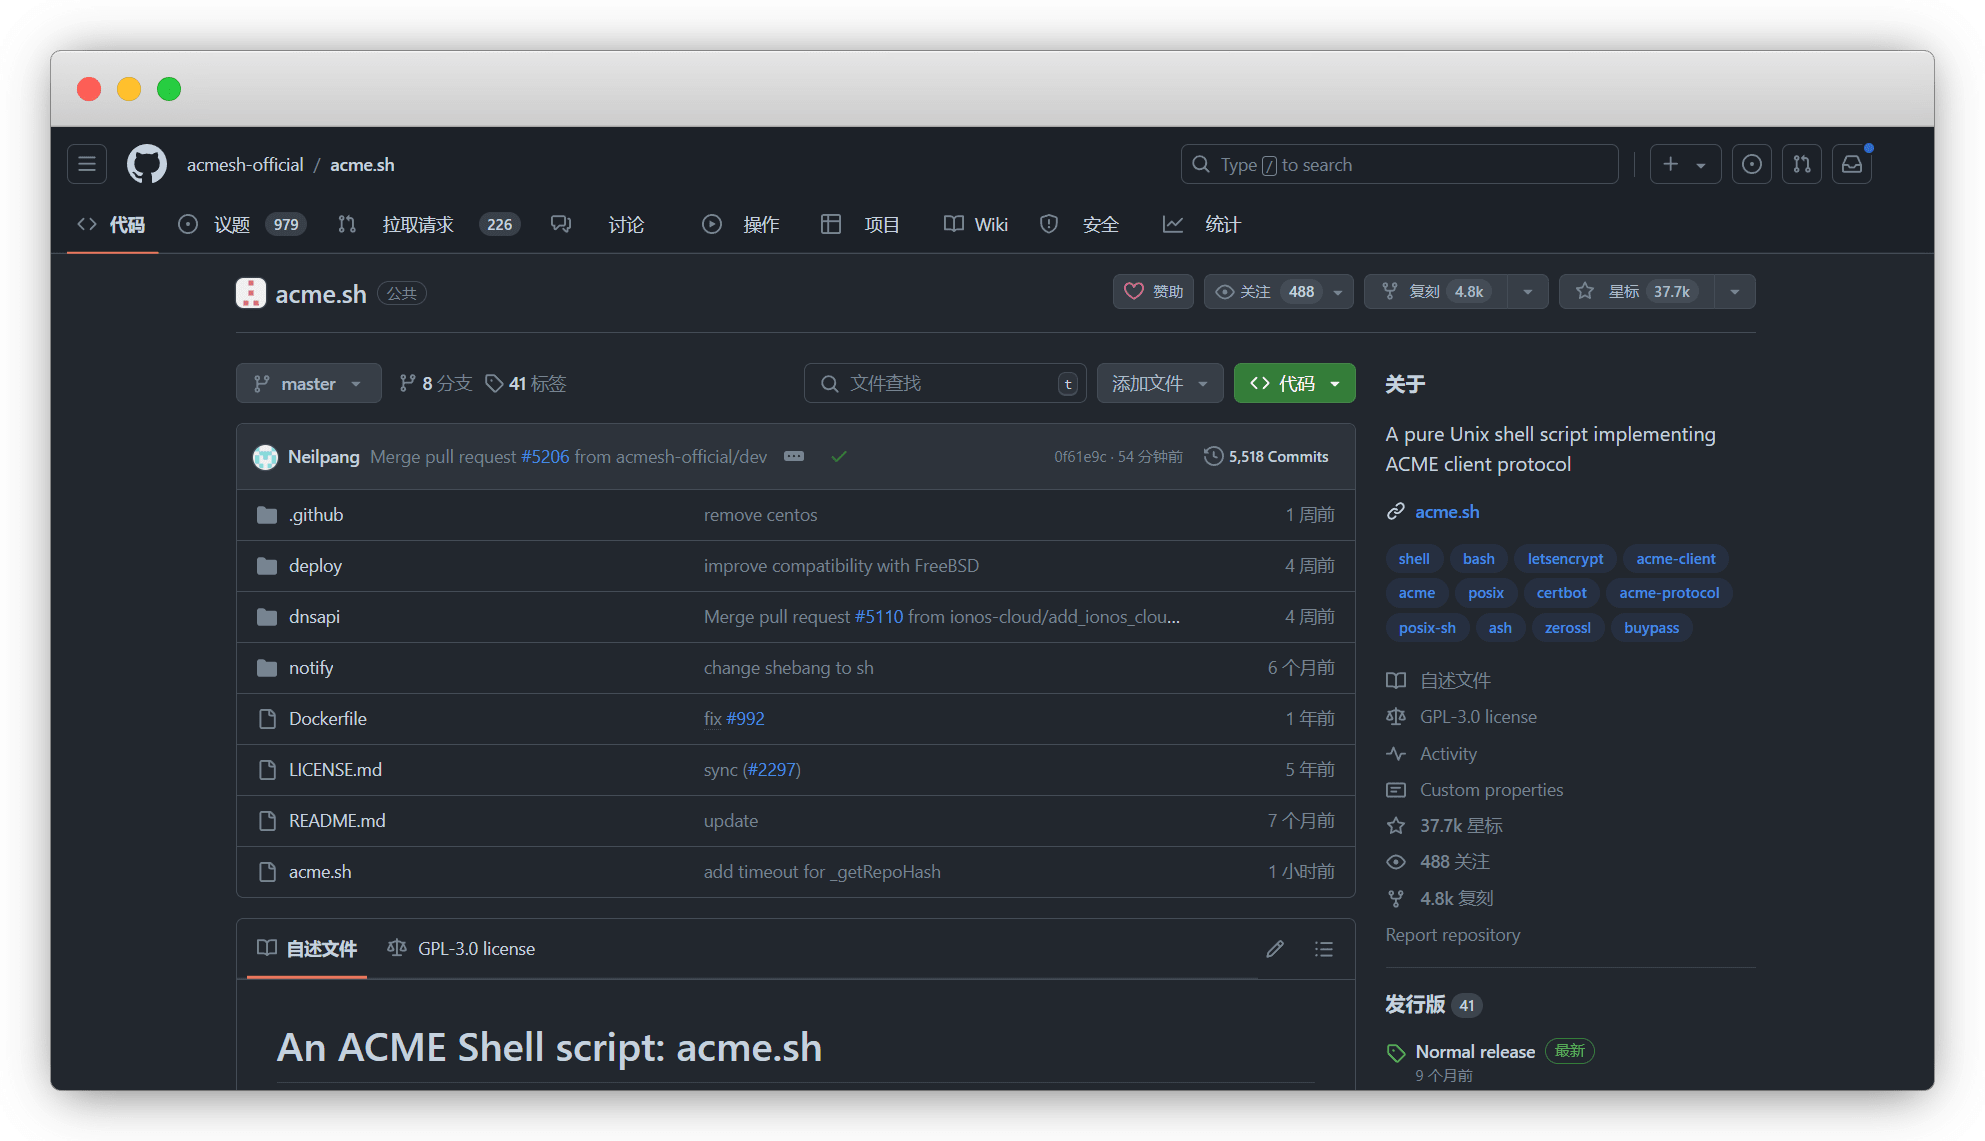 acmesh-official / acme.sh
Type / to search
代码 议题 979 拉取请求 226 讨论 操作 项目 Wiki 安全 统计
acme.sh 公共
赞助 关注 488 复刻 4.8k 星标 37.7k
master 8 分支 41 标签
文件查找 t 添加文件 代码
Neilpang Merge pull request #5206 from acmesh-official/dev 0f61e9c · 54 分钟前 5,518 Commits
.github remove centos 1 周前
deploy improve compatibility with FreeBSD 4 周前
dnsapi Merge pull request #5110 from ionos-cloud/add_ionos_clou... 4 周前
notify change shebang to sh 6 个月前
Dockerfile fix #992 1 年前
LICENSE.md sync (#2297) 5 年前
README.md update 7 个月前
acme.sh add timeout for _getRepoHash 1 小时前
自述文件 GPL-3.0 license
An ACME Shell script: acme.sh
关于
A pure Unix shell script implementing
ACME client protocol
acme.sh
shell bash letsencrypt acme-client
acme posix certbot acme-protocol
posix-sh ash zerossl buypass
自述文件
GPL-3.0 license
Activity
Custom properties
37.7k 星标
488 关注
4.8k 复刻
Report repository
发行版 41
Normal release 最新
9 个月前